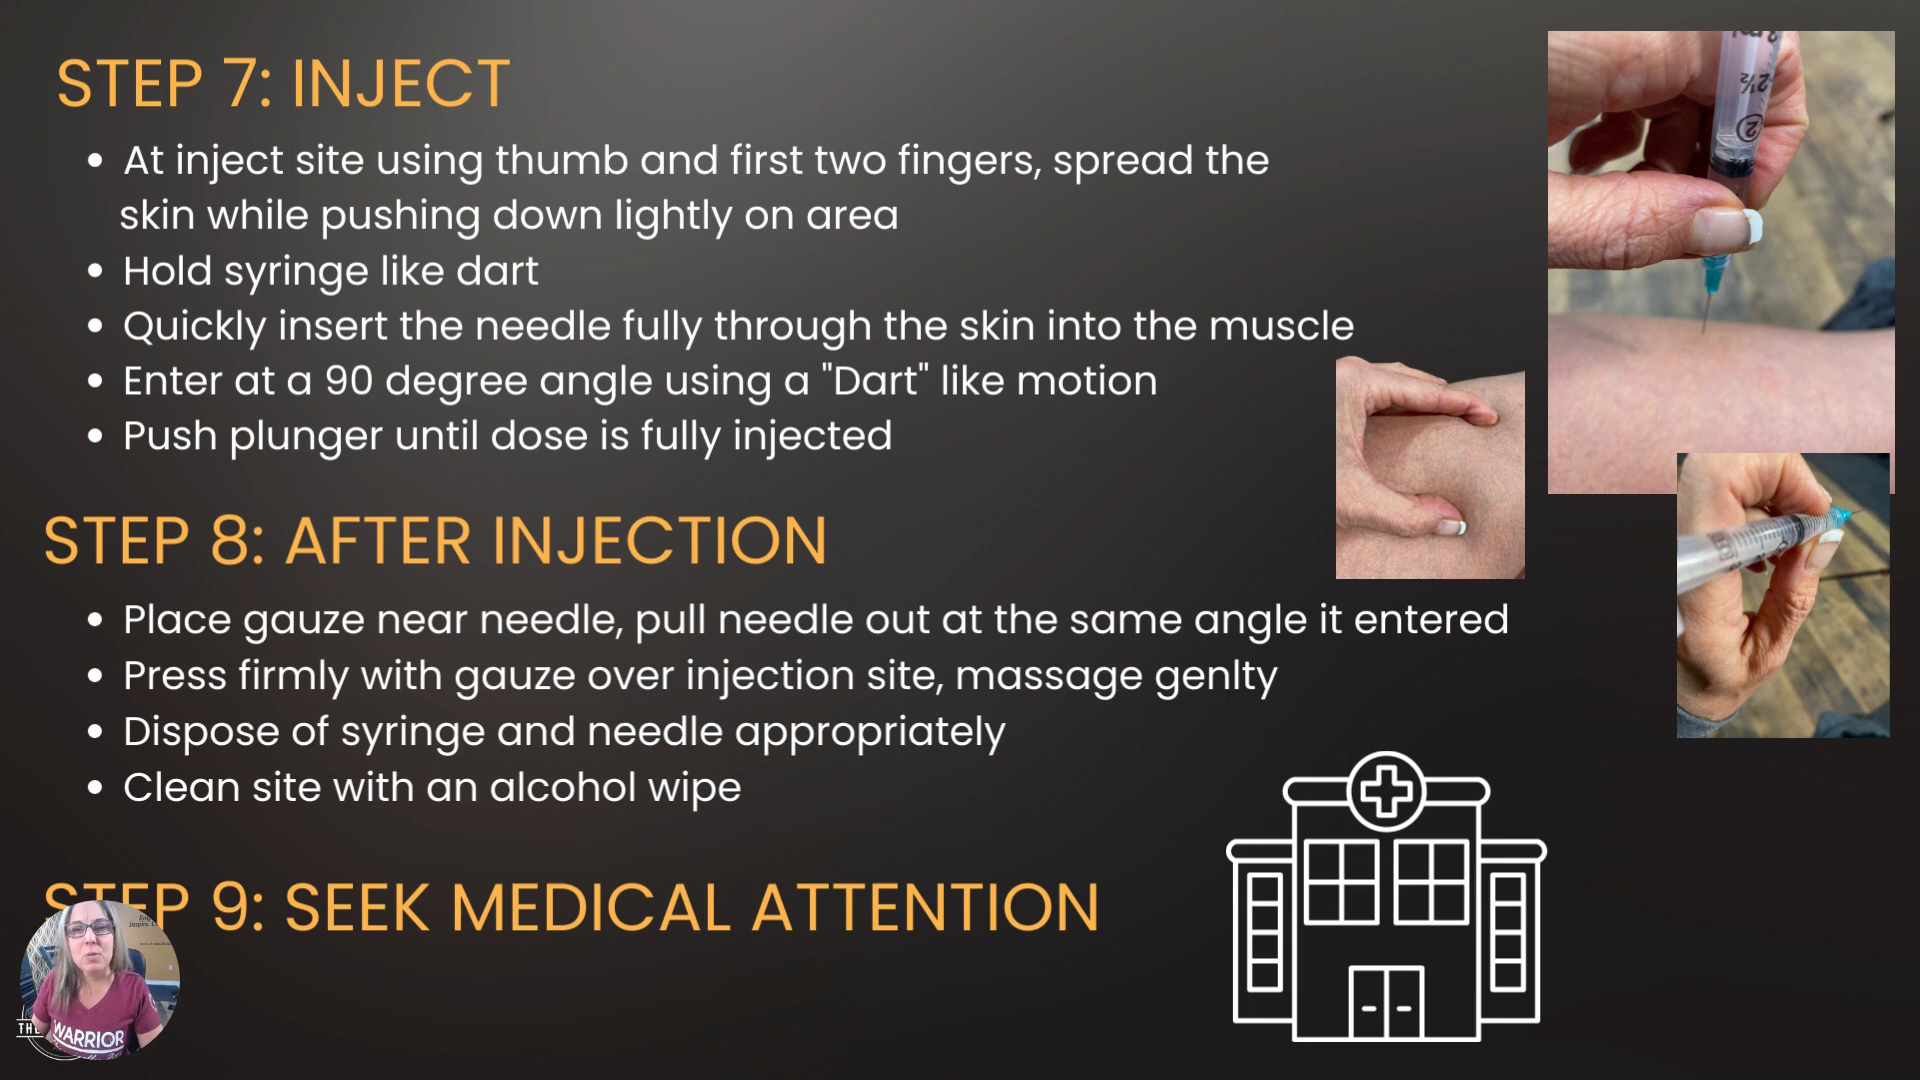 STEP 7: INJECT
• At inject site using thumb and first two fingers, spread the
skin while pushing down lightly on area
• Hold syringe like dart
• Quickly insert the needle fully through the skin into the muscle
• Enter at a 90 degree angle using a "Dart" like motion
• Push plunger until dose is fully injected
2½
2
STEP 8: AFTER INJECTION
• Place gauze near needle, pull needle out at the same angle it entered
• Press firmly with gauze over injection site, massage genlty
• Dispose of syringe and needle appropriately
• Clean site with an alcohol wipe
STEP 9: SEEK MEDICAL ATTENTION
THE
WARRIOR